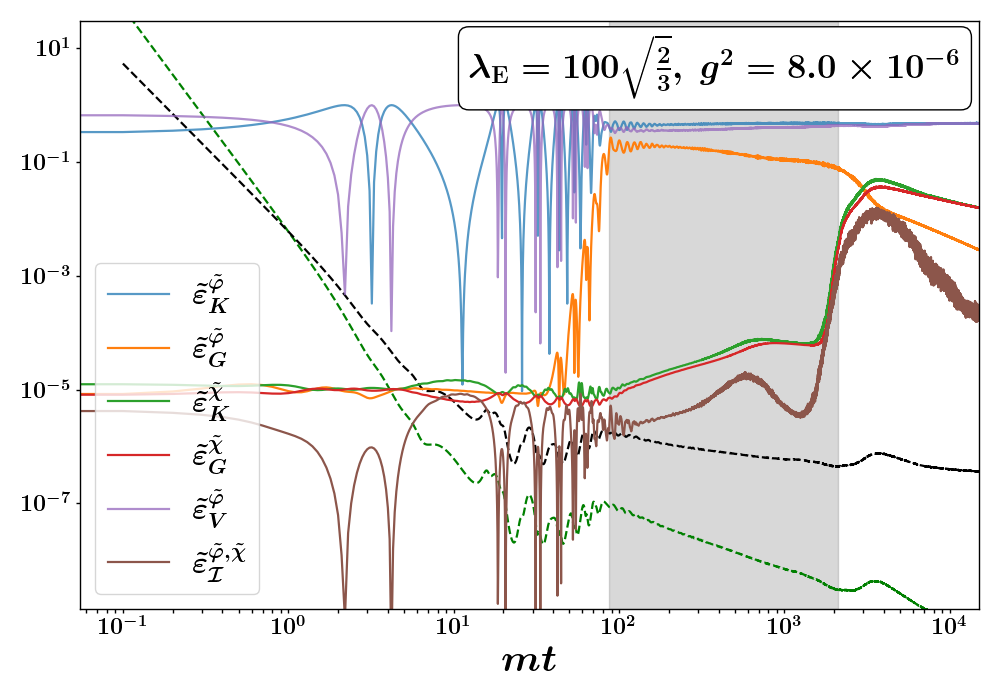 λ_E = 100√(2/3), g² = 8.0 × 10⁻⁶
10¹
10⁻¹
10⁻³
10⁻⁵
10⁻⁷
ε̃_K^φ̃
ε̃_G^φ̃
ε̃_K^χ̃
ε̃_G^χ̃
ε̃_V^φ̃
ε̃_ℐ^φ̃,χ̃
10⁻¹ 10⁰ 10¹ 10² 10³ 10⁴
mt